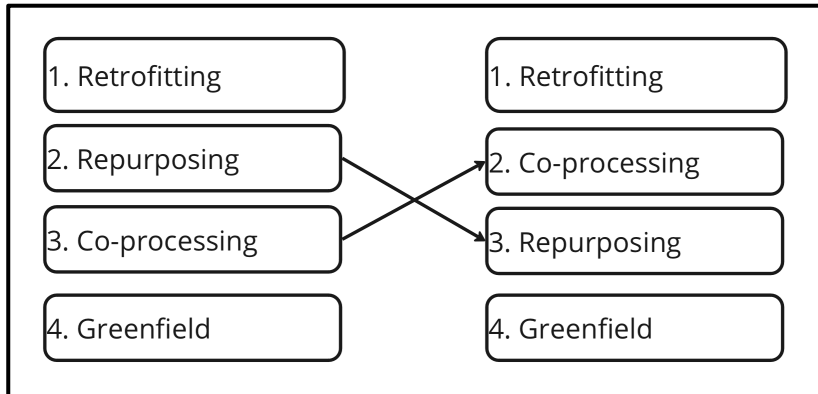 1. Retrofitting
2. Repurposing
3. Co-processing
4. Greenfield
1. Retrofitting
2. Co-processing
3. Repurposing
4. Greenfield